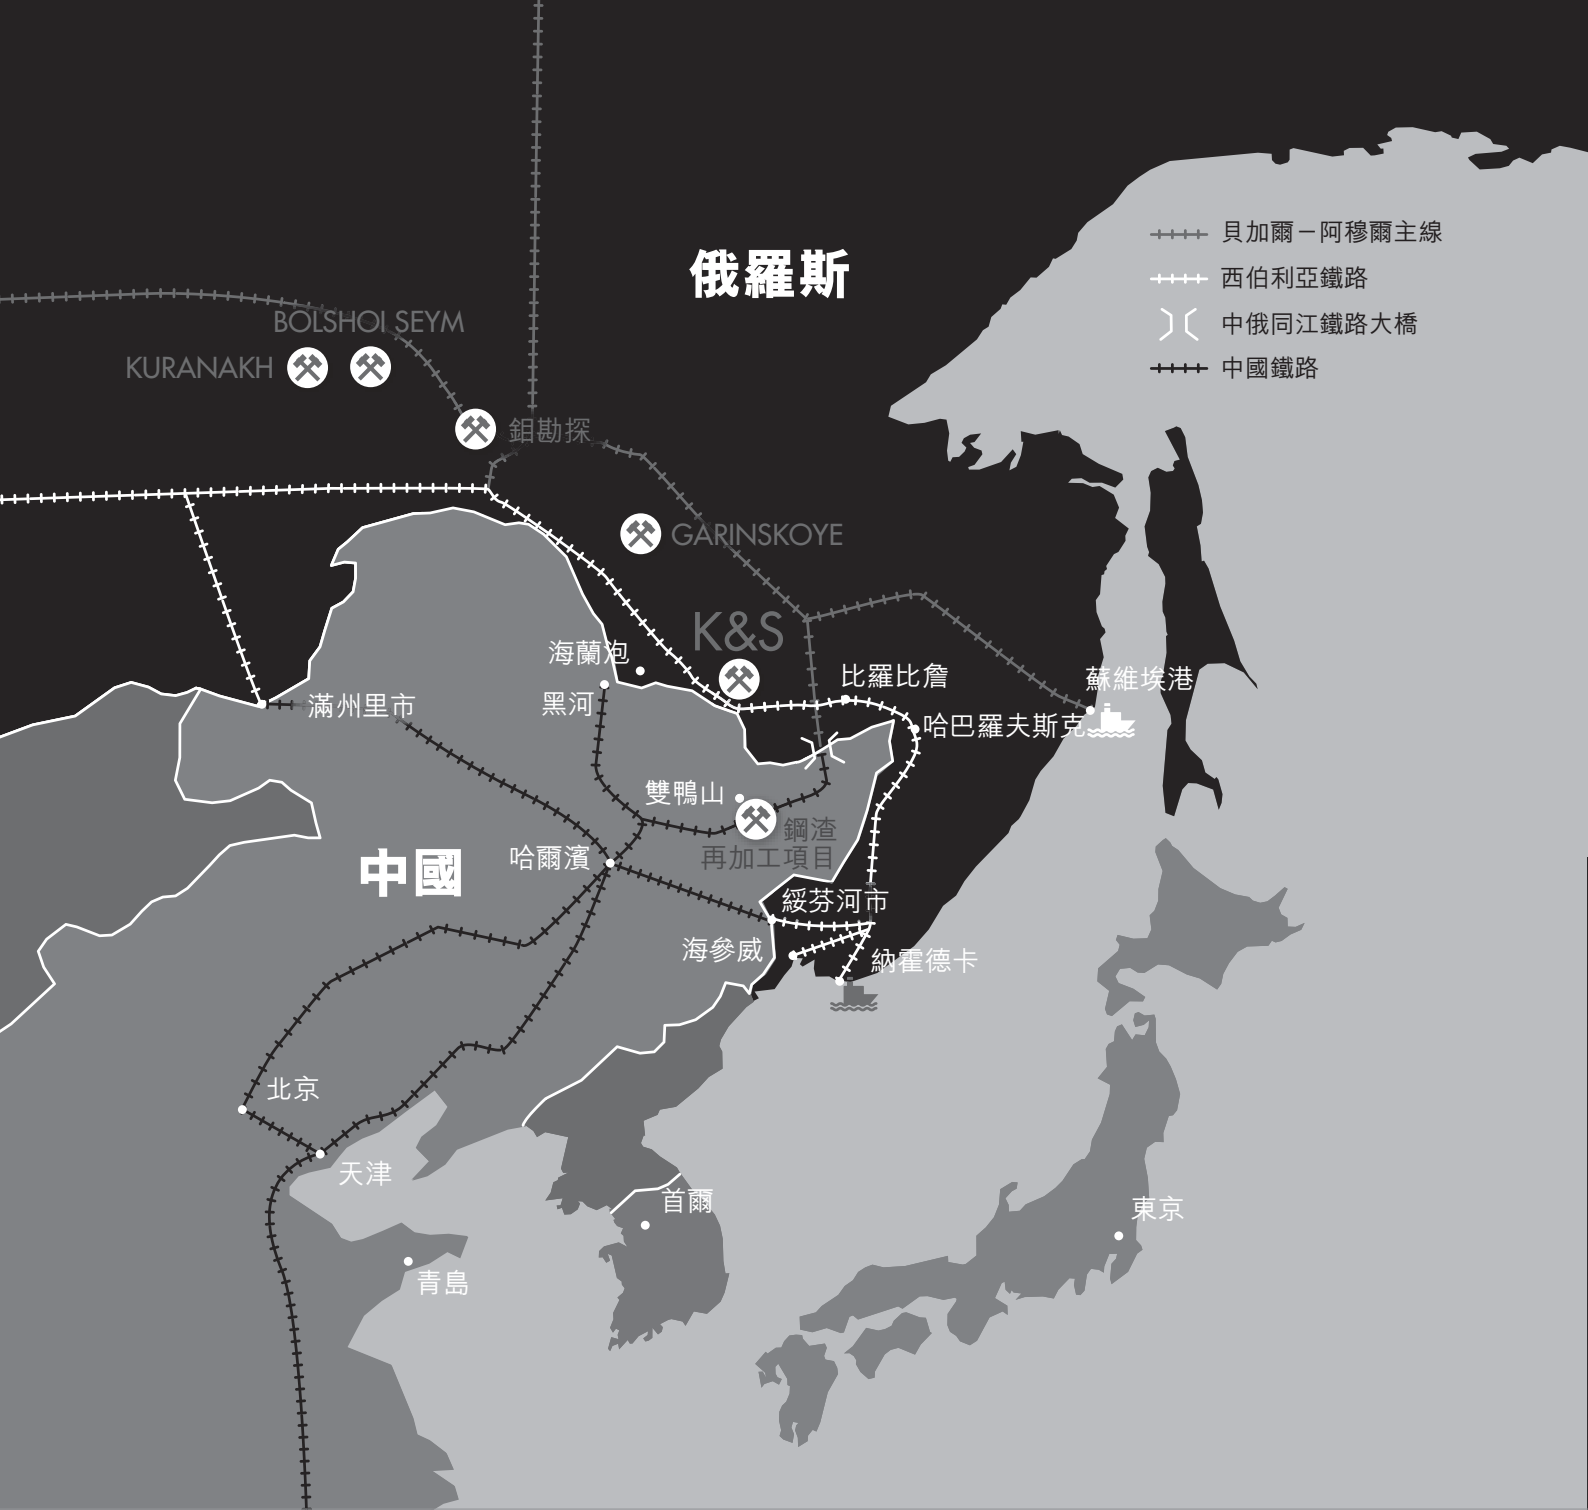 貝加爾－阿穆爾主線
俄羅斯
西伯利亞鐵路
BOLSHOI SEYM
中俄同江鐵路大橋
KURANAKH
中國鐵路
鉬勘探
GARINSKOYE
K&S
海蘭泡
比羅比詹
蘇維埃港
滿州里市
黑河
哈巴羅夫斯克
雙鴨山
鋼渣
再加工項目
哈爾濱
中國
綏芬河市
海參威
納霍德卡
北京
天津
首爾
東京
青島